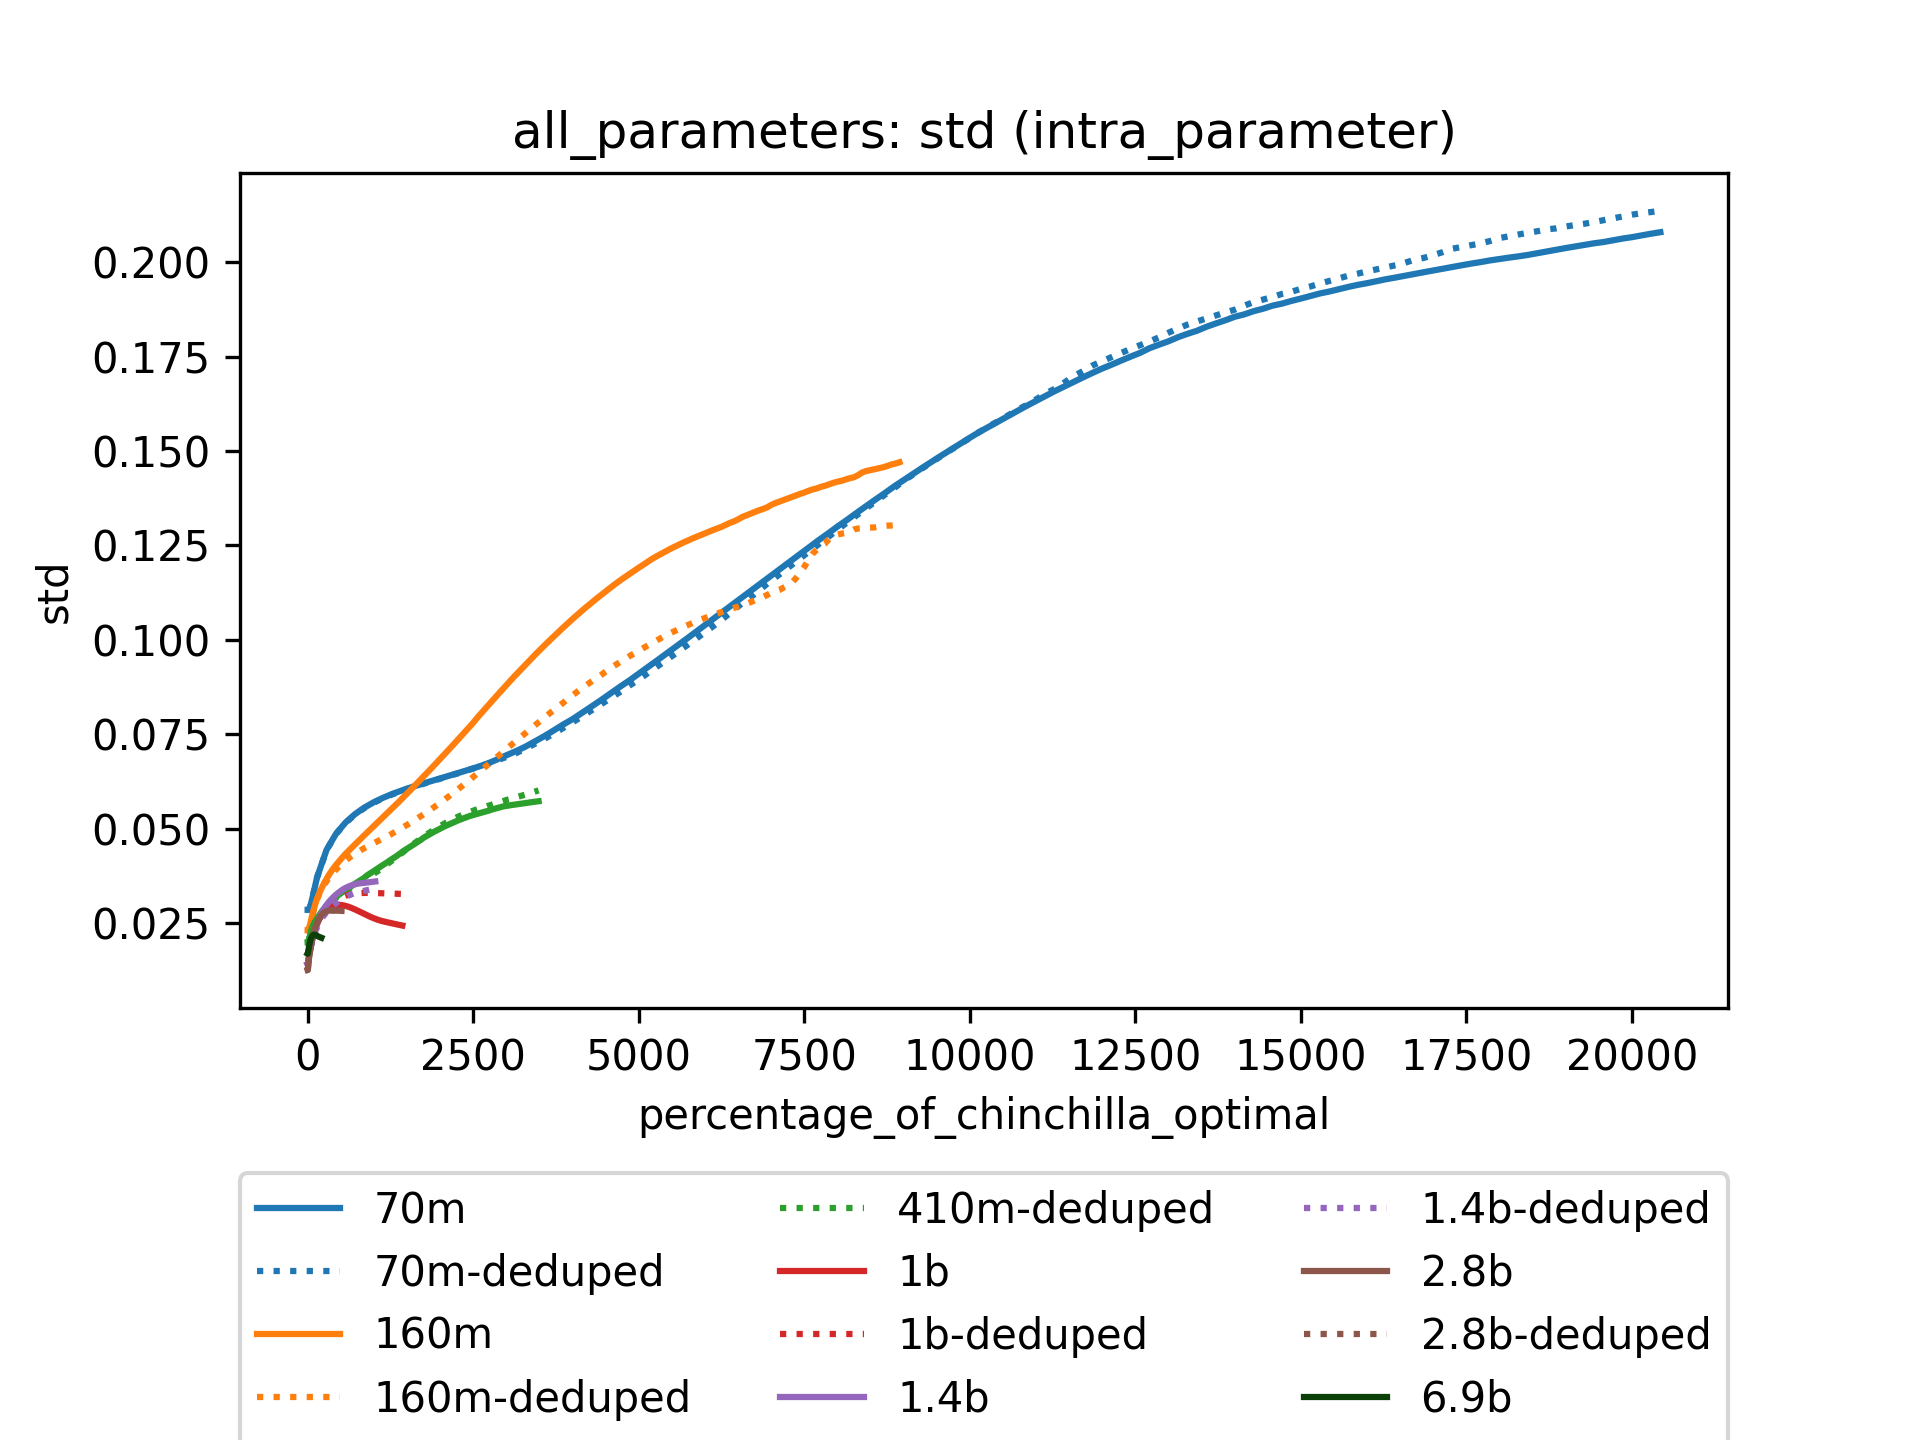 all_parameters: std (intra_parameter)
0.200
0.175
0.150
0.125
0.100
0.075
0.050
0.025
std
0 2500 5000 7500 10000 12500 15000 17500 20000
percentage_of_chinchilla_optimal
70m 410m-deduped 1.4b-deduped
70m-deduped 1b 2.8b
160m 1b-deduped 2.8b-deduped
160m-deduped 1.4b 6.9b